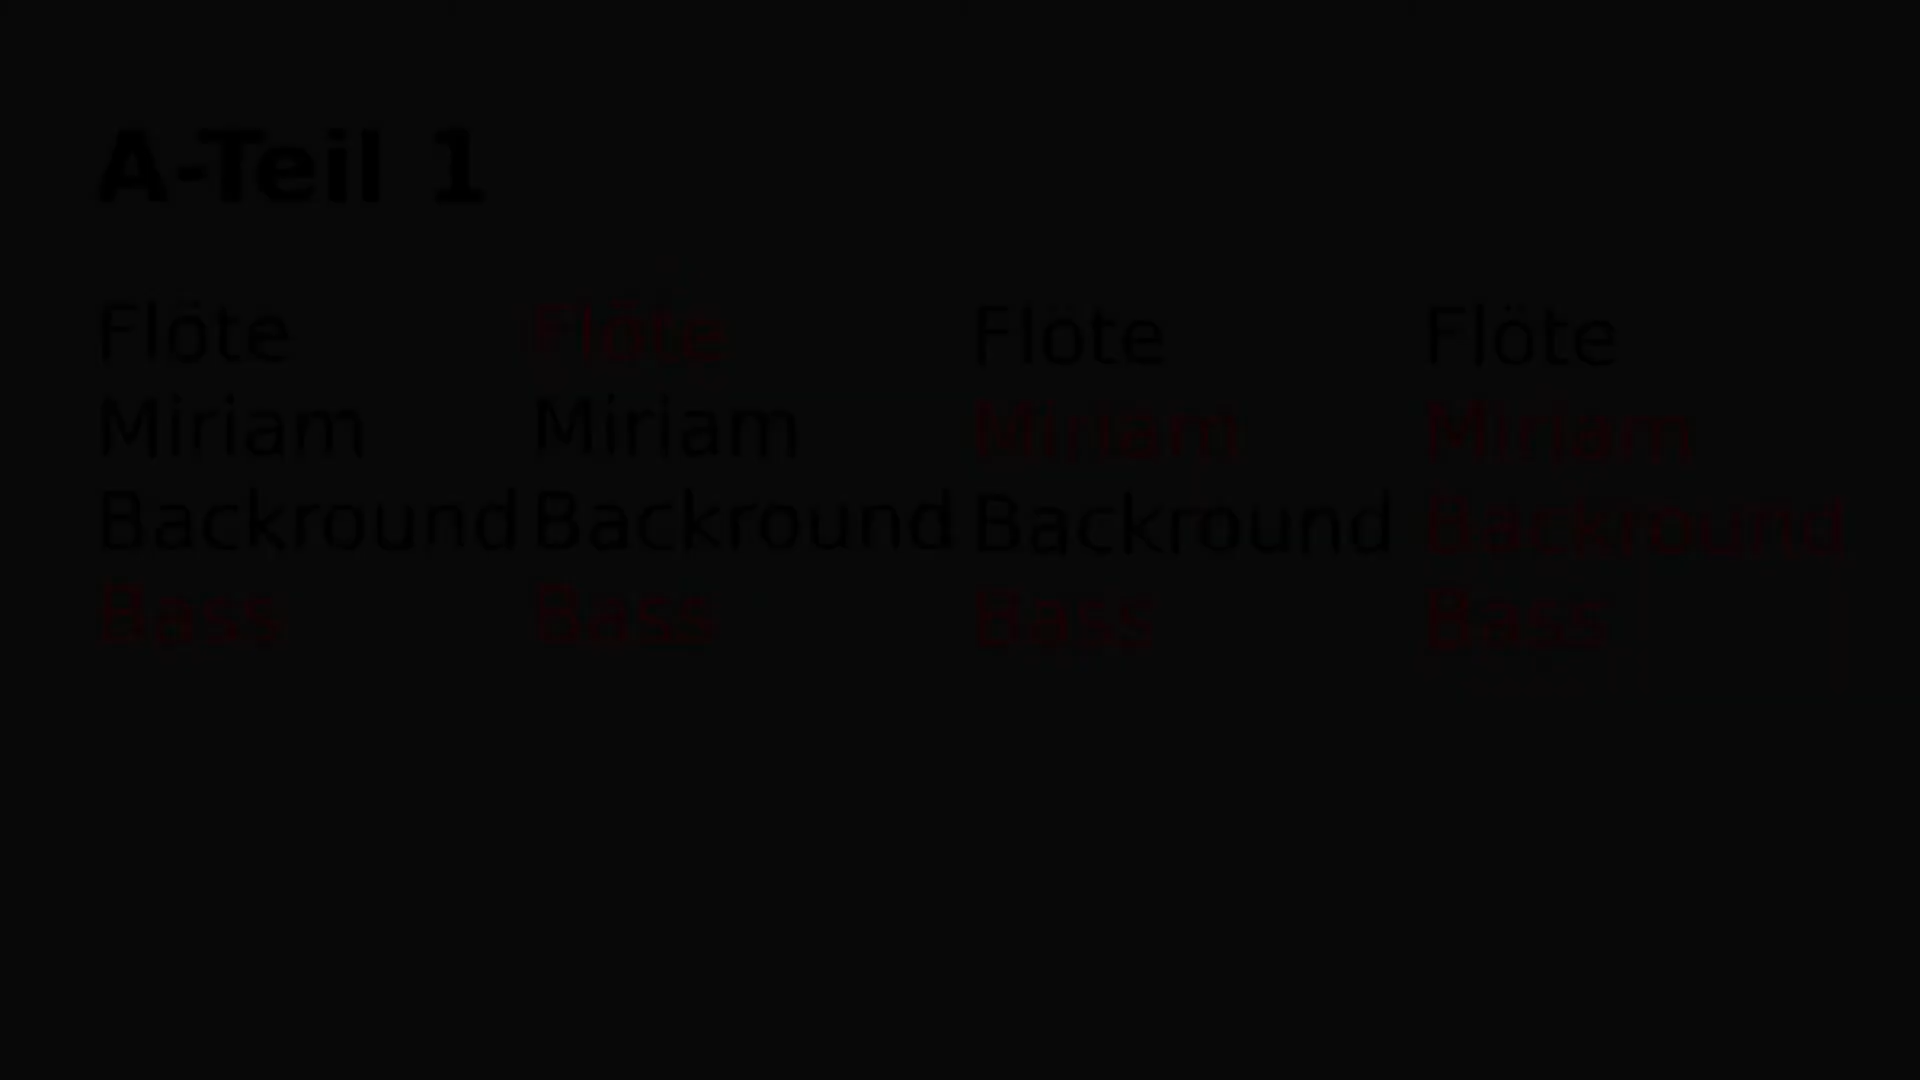 A-Teil 1
Flöte Flöte Flöte Flöte
Miriam Miriam Miriam Miriam
Backround Backround Backround Backround
Bass Bass Bass Bass